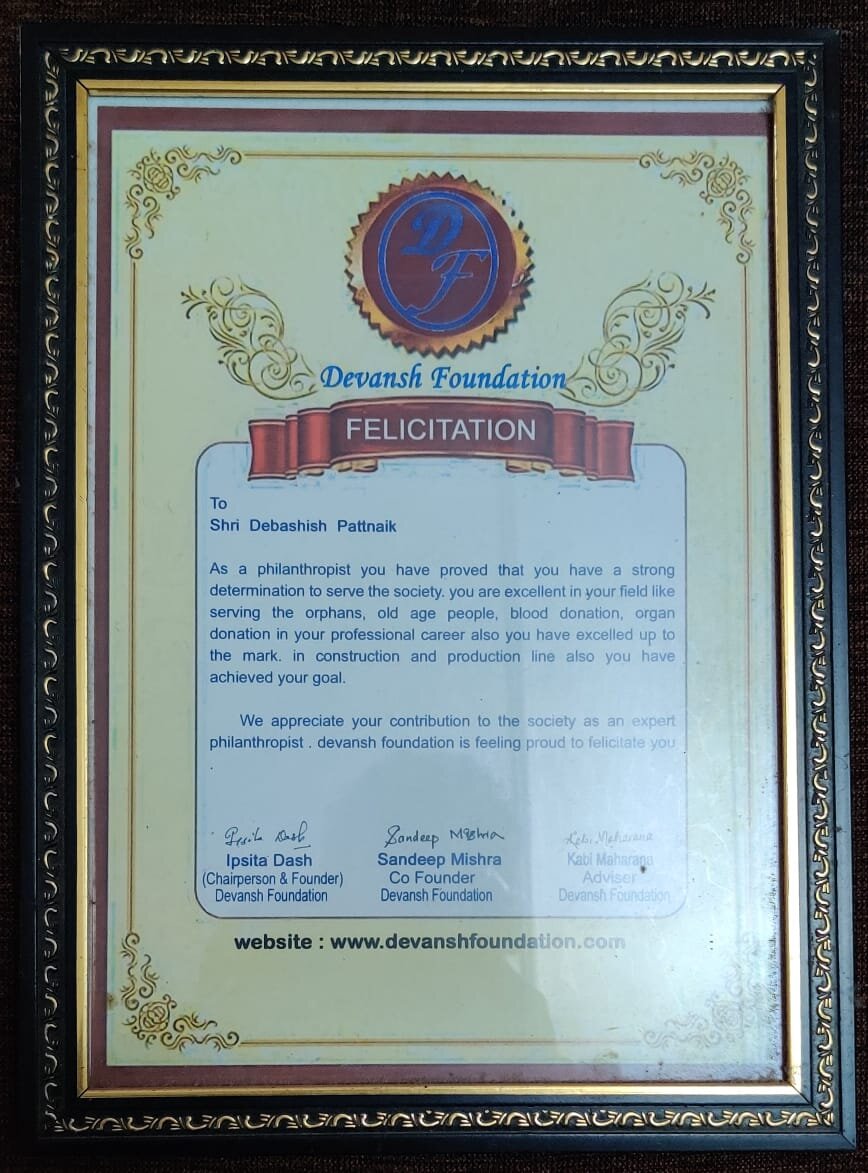 DF
Devansh Foundation
FELICITATION
To
Shri Debashish Pattnaik
As a philanthropist you have proved that you have a strong
determination to serve the society. you are excellent in your field like
serving the orphans, old age people, blood donation, organ
donation in your professional career also you have excelled up to
the mark. in construction and production line also you have
achieved your goal.
We appreciate your contribution to the society as an expert
philanthropist . devansh foundation is feeling proud to felicitate you
Ipsita Dash Sandeep Mishra Kabi Maharana
Ipsita Dash Sandeep Mishra Kabi Maharana
(Chairperson & Founder) Co Founder Adviser
Devansh Foundation Devansh Foundation Devansh Foundation
website : www.devanshfoundation.com